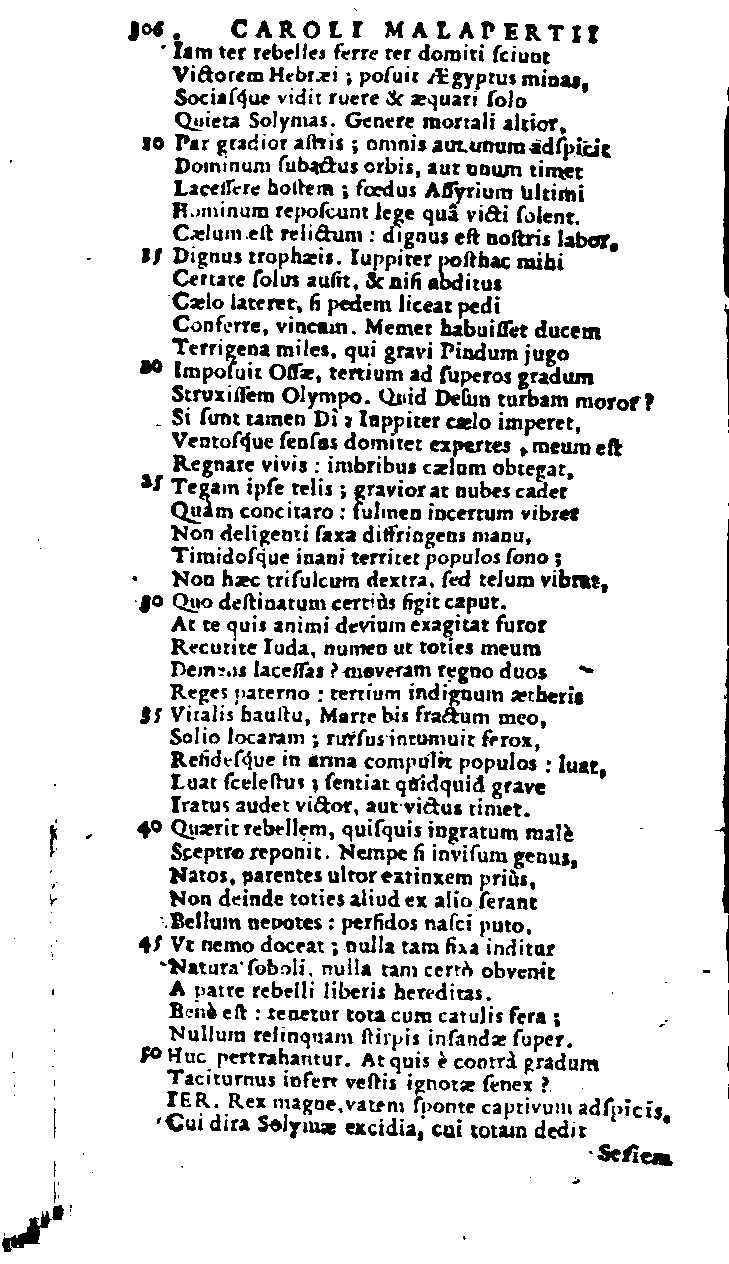 306. CAROLI MALAPERTII
Iam ter rebelles ferre ter domiti ſciunt
Victorem Hebræi ; poſuit Ægyptus minas,
Sociaſque vidit ruere & æquari ſolo
Quieta Solymas. Genere mortali altior,
10 Par gradior aſtris ; omnis aut unum adſpicit
Dominum ſubactus orbis, aut unum timet
Laceſſere hoſtem ; fœdus Aſſyrium ultimi
Hominum repoſcunt lege quâ victi ſolent.
Cælum eſt relictum : dignus eſt noſtris labor,
15 Dignus trophæis. Iuppiter poſthac mihi
Certare ſolus auſit, & niſi abditus
Cælo lateret, ſi pedem liceat pedi
Conferre, vincam. Memet habuiſſet ducem
Terrigena miles, qui gravi Pindum jugo
20 Impoſuit Oſſæ, tertium ad ſuperos gradum
Struxiſſem Olympo. Quid Deûm turbam moror ?
Si ſunt tamen Dî ; Iuppiter cælo imperet,
Ventoſque ſenſus domitet expertes , meum eſt
Regnare vivis : imbribus cælum obtegat,
25 Tegam ipſe telis ; gravior at nubes cadet
Quàm concitaro : fulmen incertum vibret
Non deligenti ſaxa diffringens manu,
Timidoſque inani territet populos ſono ;
Non hæc triſulcum dextra, ſed telum vibrat,
30 Quo deſtinatum certiùs figit caput.
At te quis animi devium exagitat furor
Recutite Iuda, numen ut toties meum
Demens laceſſas ? moveram regno duos
Reges paterno : tertium indignum ætheris
35 Vitalis hauſtu, Marte bis fractum meo,
Solio locaram ; rurſus intumuit ferox,
Reſideſque in arma compulit populos : luat,
Luat ſceleſtus ; ſentiat quidquid grave
Iratus audet victor, aut victus timet.
40 Quærit rebellem, quiſquis ingratum malè
Sceptro reponit. Nempe ſi inviſum genus,
Natos, parentes ultor extinxem priùs,
Non deinde toties aliud ex alio ferant
Bellum nepotes : perfidos naſci puto,
45 Vt nemo doceat ; nulla tam fixa inditur
Natura ſoboli, nulla tam certò obvenit
A patre rebelli liberis hereditas.
Benè eſt : tenetur tota cum catulis fera ;
Nullum relinquam ſtirpis infandæ ſuper.
50 Huc pertrahantur. At quis è contrà gradum
Taciturnus infert veſtis ignotæ ſenex ?
IER. Rex magne, vatem ſponte captivum adſpicis,
Cui dira Solymæ excidia, cui totam dedit
Seſiem